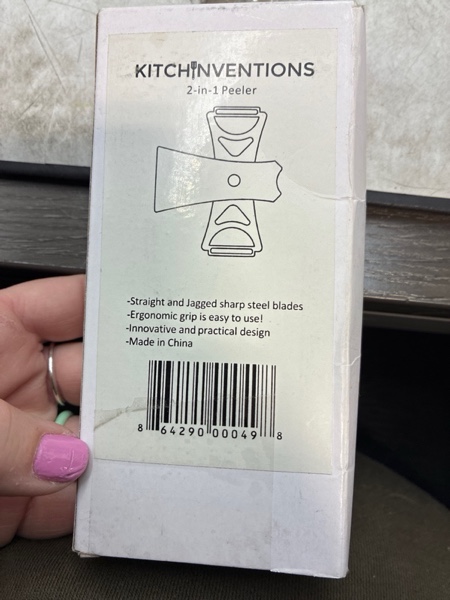 KITCHINVENTIONS
2-in-1 Peeler
-Straight and Jagged sharp steel blades
-Ergonomic grip is easy to use!
-Innovative and practical design
-Made in China
8 64290 00049 8